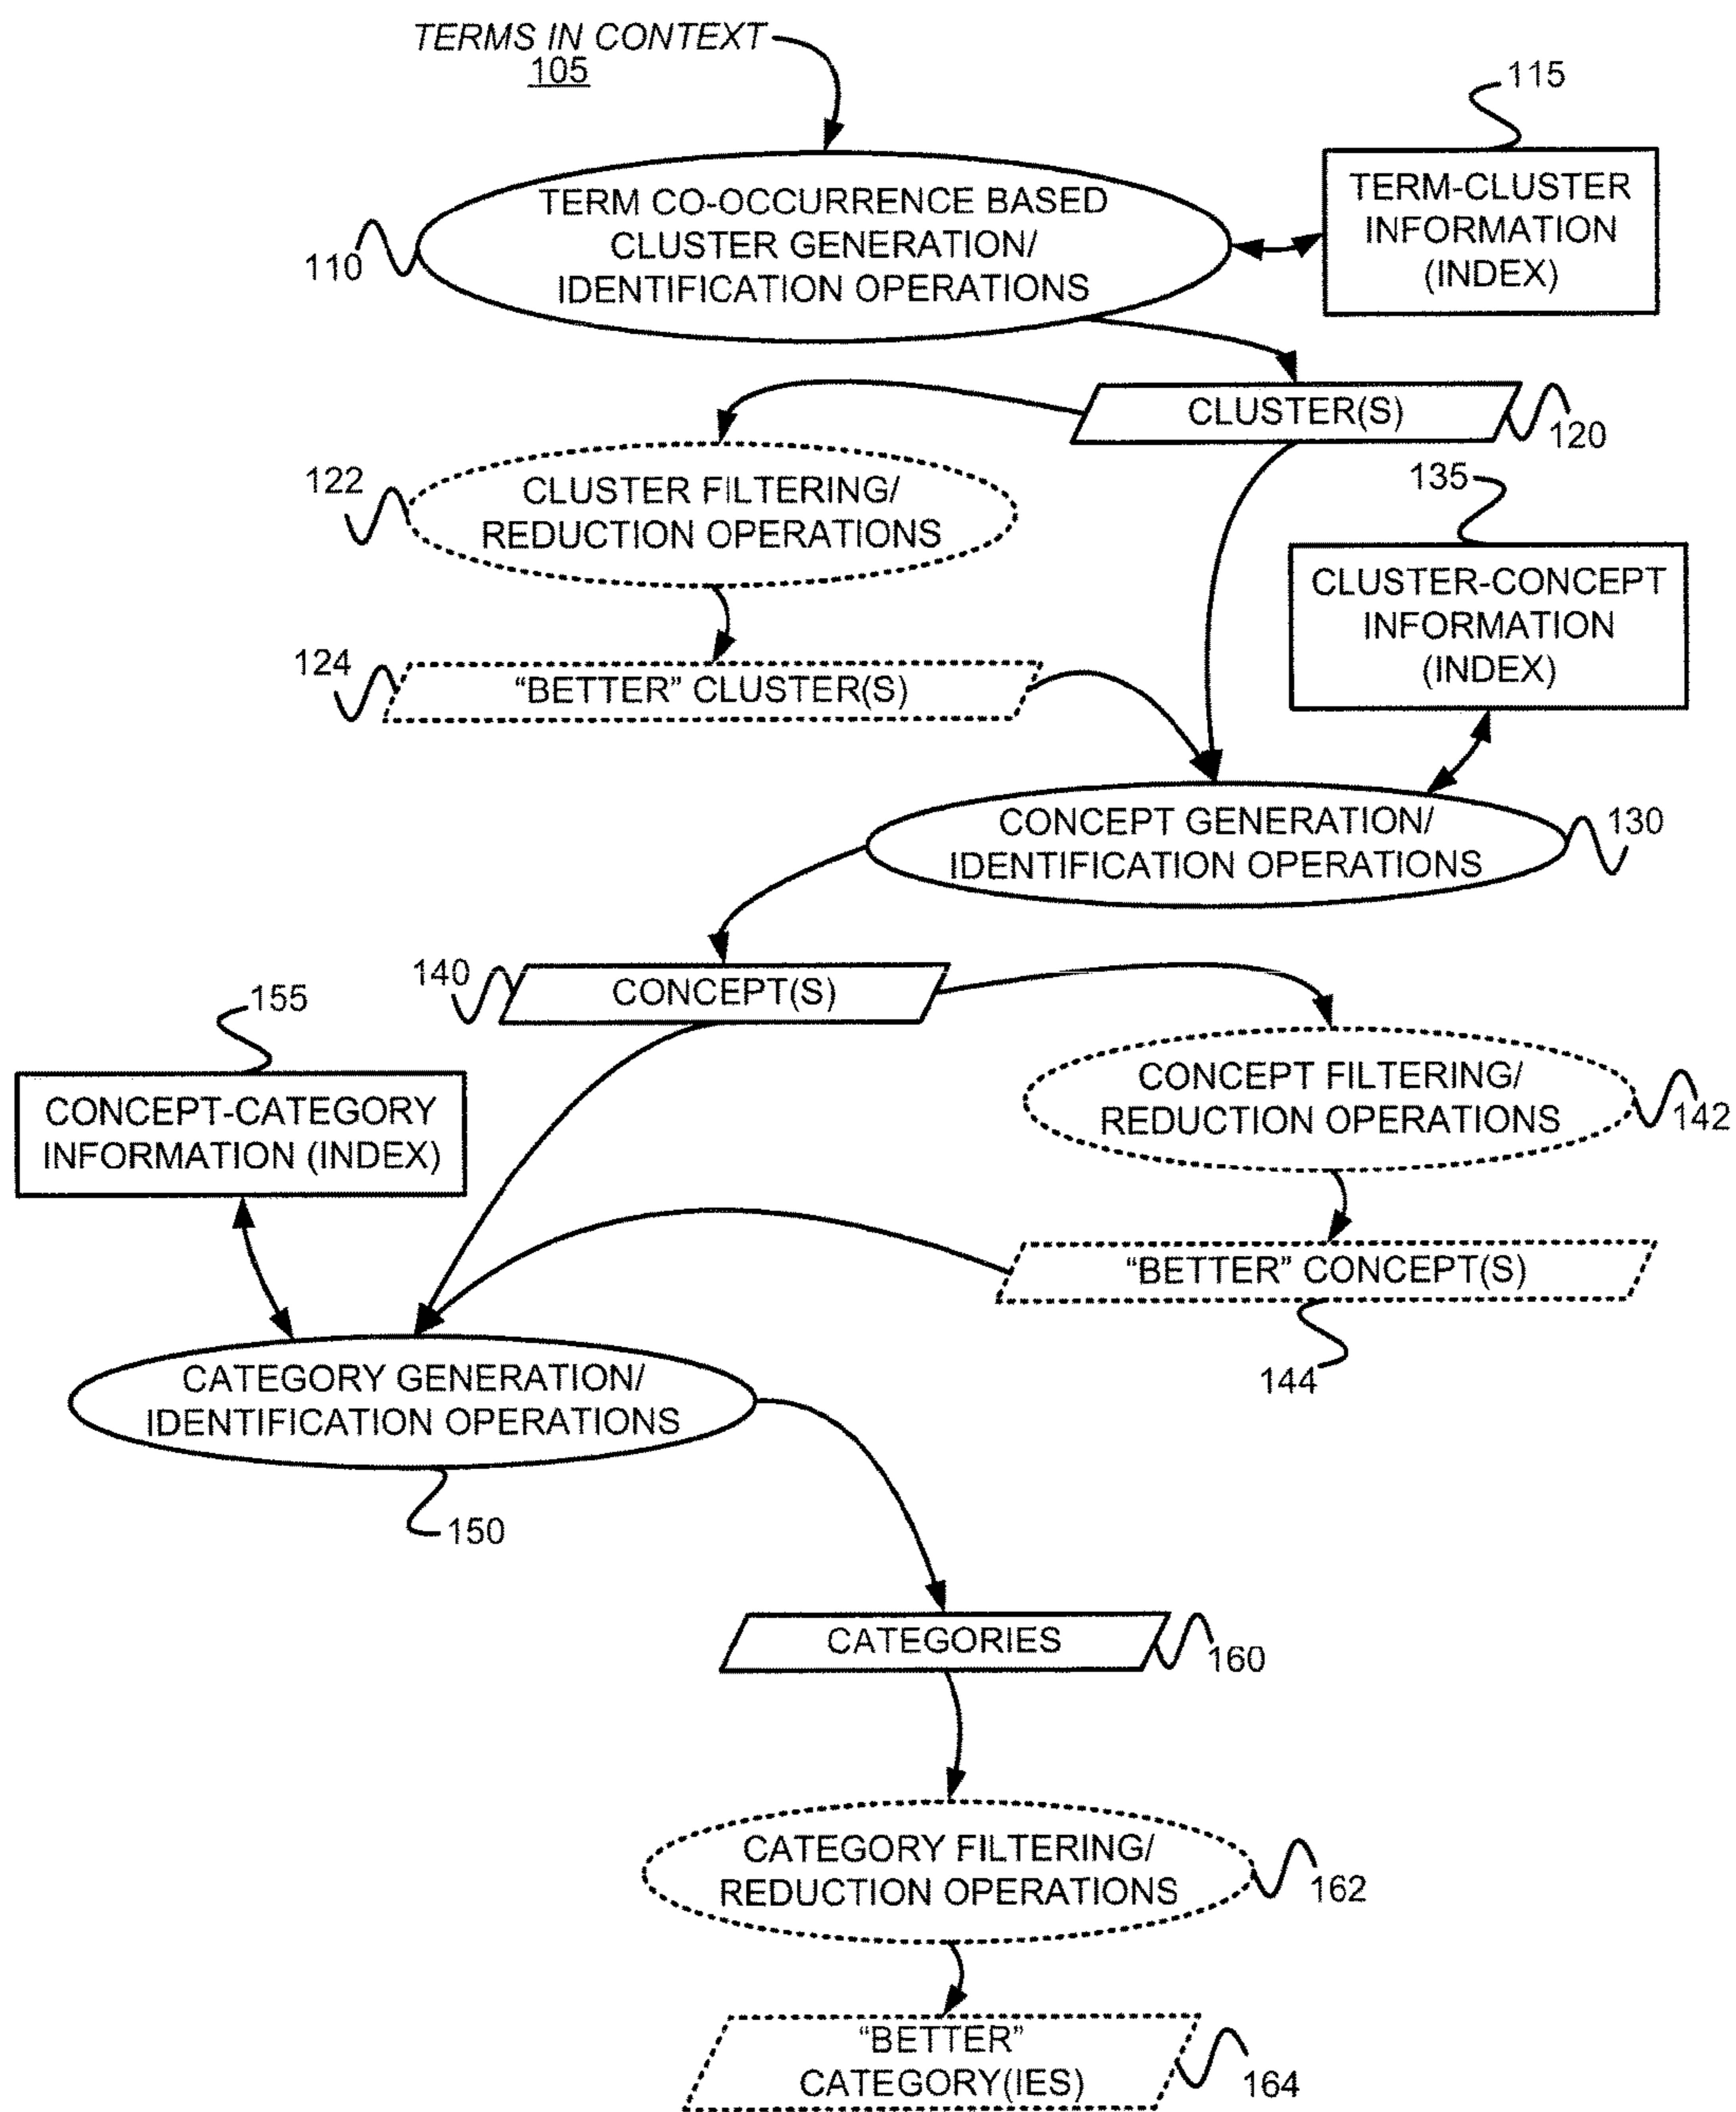 TERMS IN CONTEXT
105
115
TERM CO-OCCURRENCE BASED
CLUSTER GENERATION/
IDENTIFICATION OPERATIONS
110
TERM-CLUSTER
INFORMATION
(INDEX)
CLUSTER(S)
120
122
CLUSTER FILTERING/
REDUCTION OPERATIONS
135
CLUSTER-CONCEPT
INFORMATION
(INDEX)
124
“BETTER” CLUSTER(S)
CONCEPT GENERATION/
IDENTIFICATION OPERATIONS
130
140
CONCEPT(S)
155
CONCEPT-CATEGORY
INFORMATION (INDEX)
CONCEPT FILTERING/
REDUCTION OPERATIONS
142
“BETTER” CONCEPT(S)
144
CATEGORY GENERATION/
IDENTIFICATION OPERATIONS
150
CATEGORIES
160
CATEGORY FILTERING/
REDUCTION OPERATIONS
162
“BETTER”
CATEGORY(IES)
164